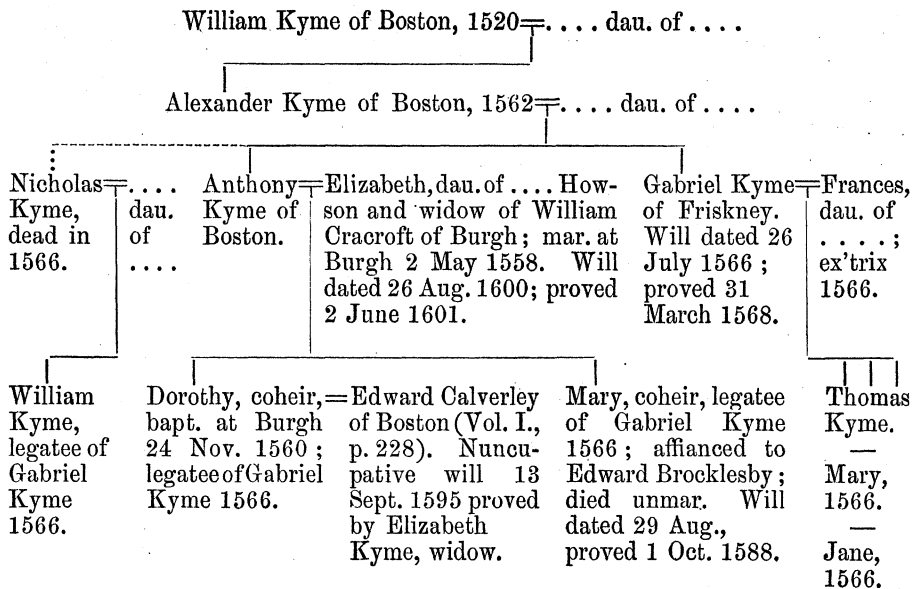 William Kyme of Boston, 1520=.... dau. of ....
Alexander Kyme of Boston, 1562=.... dau. of ....
Nicholas=....
Kyme, dau.
dead in of
1566. ....
Anthony=Elizabeth, dau. of .... How-
Kyme of son and widow of William
Boston. Cracroft of Burgh; mar. at
Burgh 2 May 1558. Will
dated 26 Aug. 1600; proved
2 June 1601.
Gabriel Kyme=Frances,
of Friskney. dau. of
Will dated 26 ....;
July 1566; ex'trix
proved 31 1566.
March 1568.
William
Kyme,
legatee of
Gabriel
Kyme
1566.
Dorothy, coheir,=Edward Calverley
bapt. at Burgh of Boston (Vol. I.,
24 Nov. 1560; p. 228). Nuncu-
legatee of Gabriel pative will 13
Kyme 1566. Sept. 1595 proved
by Elizabeth
Kyme, widow.
Mary, coheir, legatee
of Gabriel Kyme
1566; affianced to
Edward Brocklesby;
died unmar. Will
dated 29 Aug.,
proved 1 Oct. 1588.
Thomas
Kyme.
—
Mary,
1566.
—
Jane,
1566.